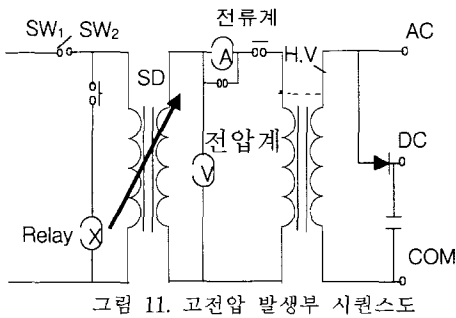 전류계
SW₁ SW₂
A
H.V
AC
SD
전압계
DC
V
Relay
X
COM
그림 11. 고전압 발생부 시퀀스도